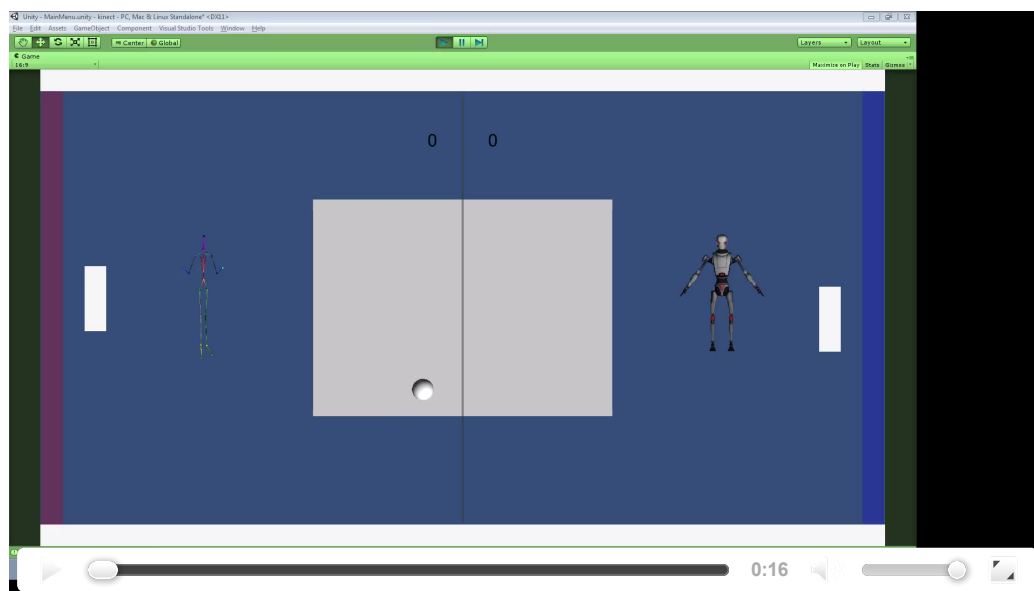 Unity - MainMenu.unity - kinect - PC, Mac & Linux Standalone* <DX11>
File Edit Assets GameObject Component Visual Studio Tools Window Help
Center Global Layers Layout
Game
16:9 Maximize on Play Stats Gizmos
0 0
0:16